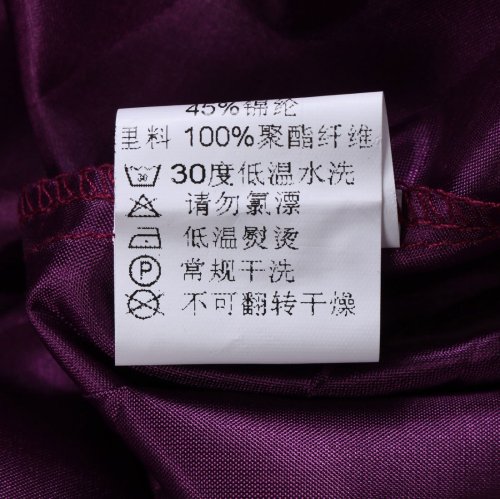 45%锦纶
里料 100%聚酯纤维
30 30度低温水洗
请勿氯漂
低温熨烫
P 常规干洗
不可翻转干燥